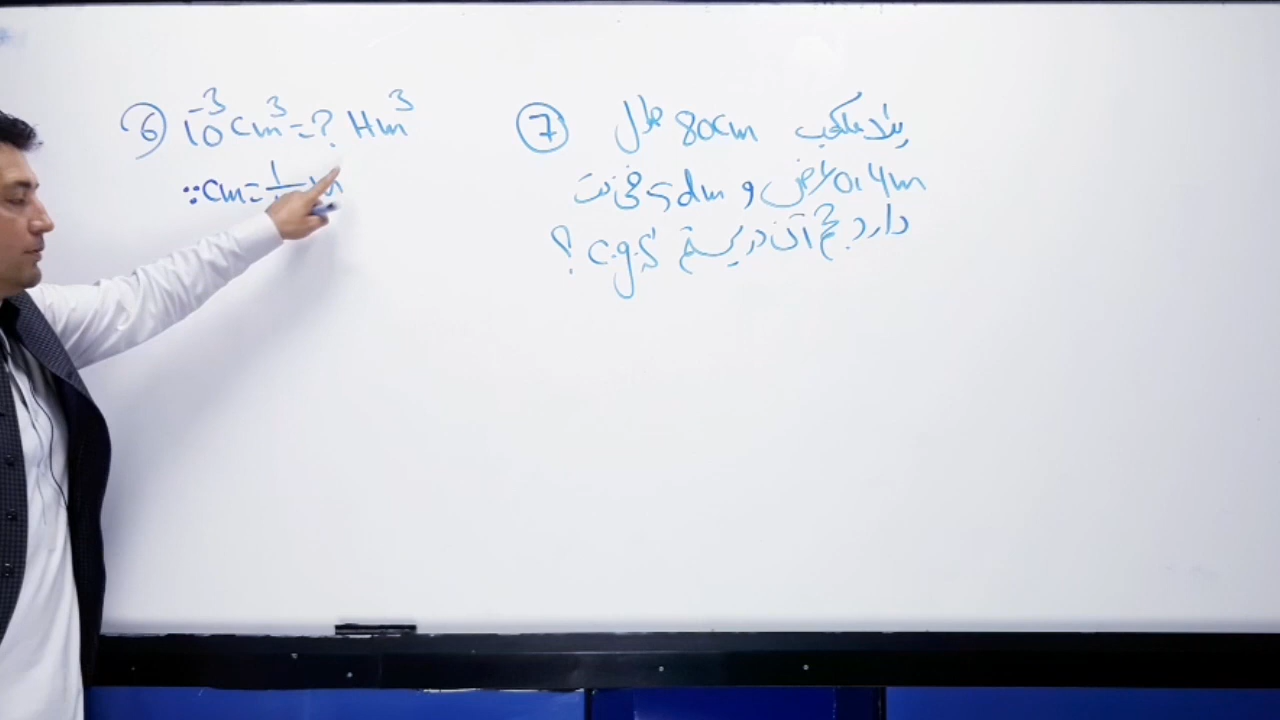 ⑥ 10⁻³ Cm³ = ? Hm³
∵ Cm = 1 m
⑦ یک مکعب 80cm طول
0,4m عرض و 5dm ضخامت
دارد حجم آن در سیستم c.g.s ؟